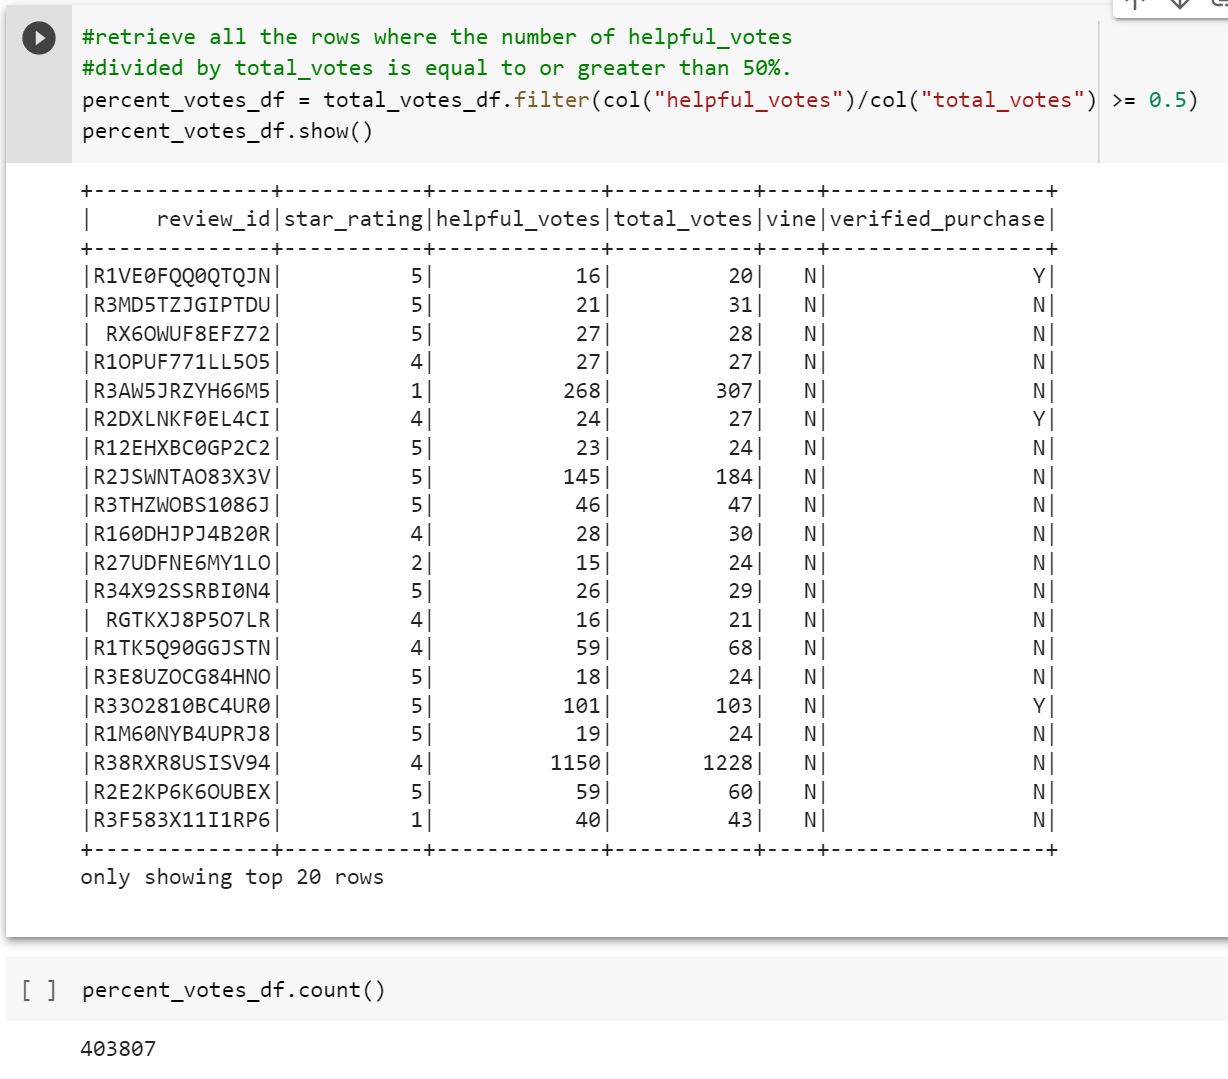 #retrieve all the rows where the number of helpful_votes
#divided by total_votes is equal to or greater than 50%.
percent_votes_df = total_votes_df.filter(col("helpful_votes")/col("total_votes") >= 0.5)
percent_votes_df.show()
+--------------+-----------+-------------+-----------+----+-----------------+
|     review_id|star_rating|helpful_votes|total_votes|vine|verified_purchase|
+--------------+-----------+-------------+-----------+----+-----------------+
|R1VE0FQQ0QTQJN|          5|           16|         20|   N|                Y|
|R3MD5TZJGIPTDU|          5|           21|         31|   N|                N|
| RX6OWUF8EFZ72|          5|           27|         28|   N|                N|
|R1OPUF771LL5O5|          4|           27|         27|   N|                N|
|R3AW5JRZYH66M5|          1|          268|        307|   N|                N|
|R2DXLNKF0EL4CI|          4|           24|         27|   N|                Y|
|R12EHXBC0GP2C2|          5|           23|         24|   N|                N|
|R2JSWNTAO83X3V|          5|          145|        184|   N|                N|
|R3THZWOBS1086J|          5|           46|         47|   N|                N|
|R160DHJPJ4B20R|          4|           28|         30|   N|                N|
|R27UDFNE6MY1LO|          2|           15|         24|   N|                N|
|R34X92SSRBI0N4|          5|           26|         29|   N|                N|
| RGTKXJ8P5O7LR|          4|           16|         21|   N|                N|
|R1TK5Q90GGJSTN|          4|           59|         68|   N|                N|
|R3E8UZOCG84HNO|          5|           18|         24|   N|                N|
|R33O2810BC4UR0|          5|          101|        103|   N|                Y|
|R1M60NYB4UPRJ8|          5|           19|         24|   N|                N|
|R38RXR8USISV94|          4|         1150|       1228|   N|                N|
|R2E2KP6K6OUBEX|          5|           59|         60|   N|                N|
|R3F583X11I1RP6|          1|           40|         43|   N|                N|
+--------------+-----------+-------------+-----------+----+-----------------+
only showing top 20 rows
[ ] percent_votes_df.count()
403807